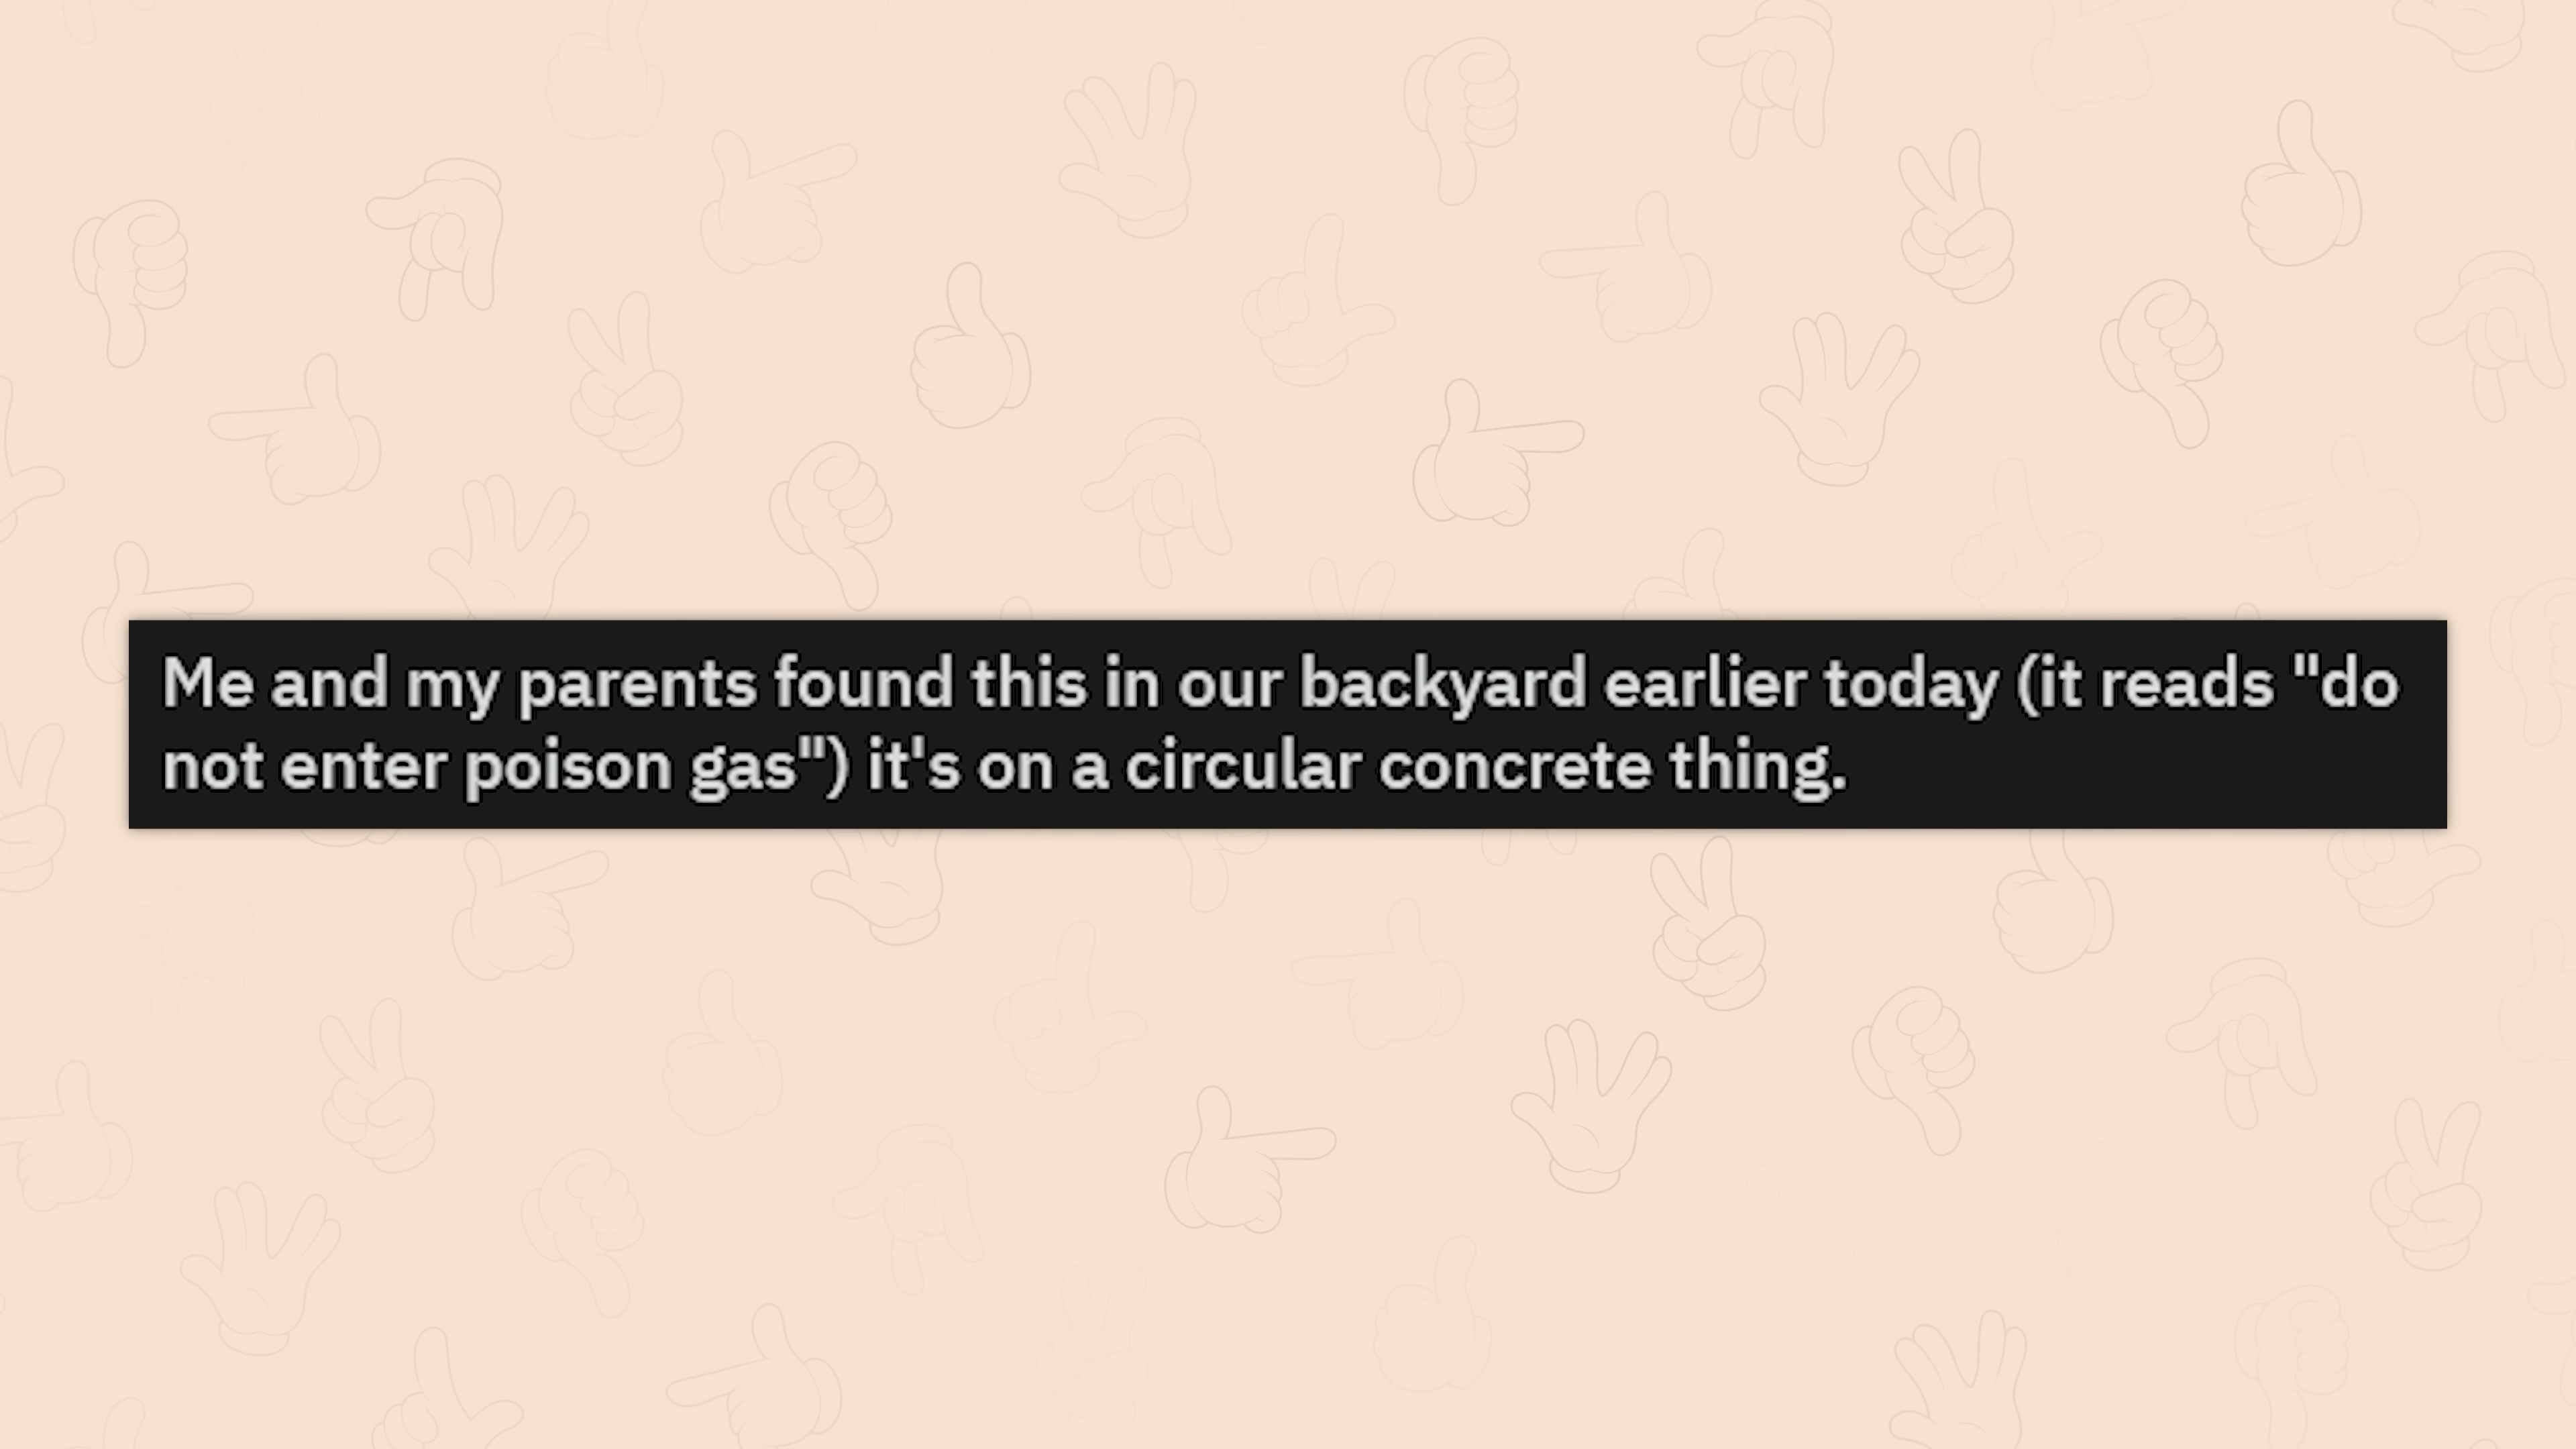 Me and my parents found this in our backyard earlier today (it reads "do
not enter poison gas") it's on a circular concrete thing.